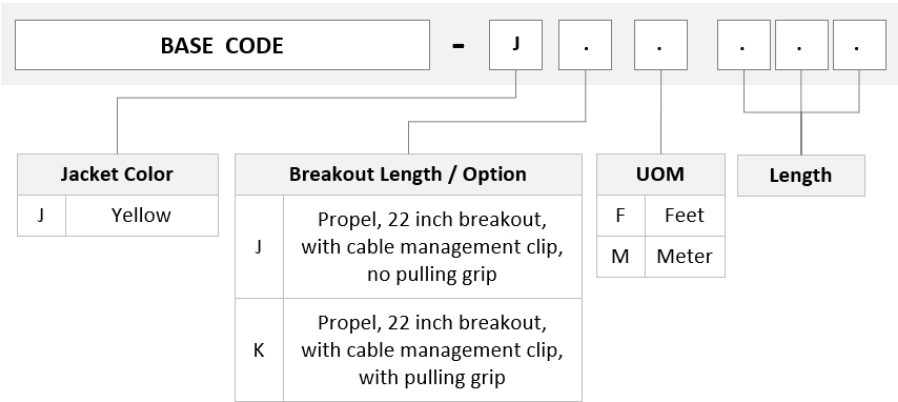 BASE CODE - J . . . . .
Jacket Color
J Yellow
Breakout Length / Option
J Propel, 22 inch breakout,
with cable management clip,
no pulling grip
K Propel, 22 inch breakout,
with cable management clip,
with pulling grip
UOM
F Feet
M Meter
Length